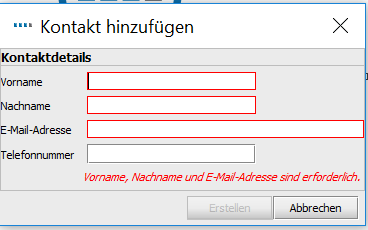 Kontakt hinzufügen
Kontaktdetails
Vorname
Nachname
E-Mail-Adresse
Telefonnummer
Vorname, Nachname und E-Mail-Adresse sind erforderlich.
Erstellen Abbrechen